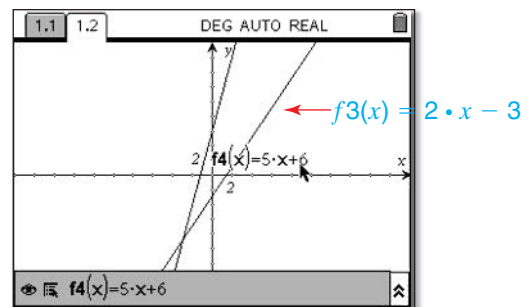 1.1 1.2 DEG AUTO REAL
y
f3(x) = 2 • x − 3
2 f4(x)=5·x+6 x
2
f4(x)=5·x+6